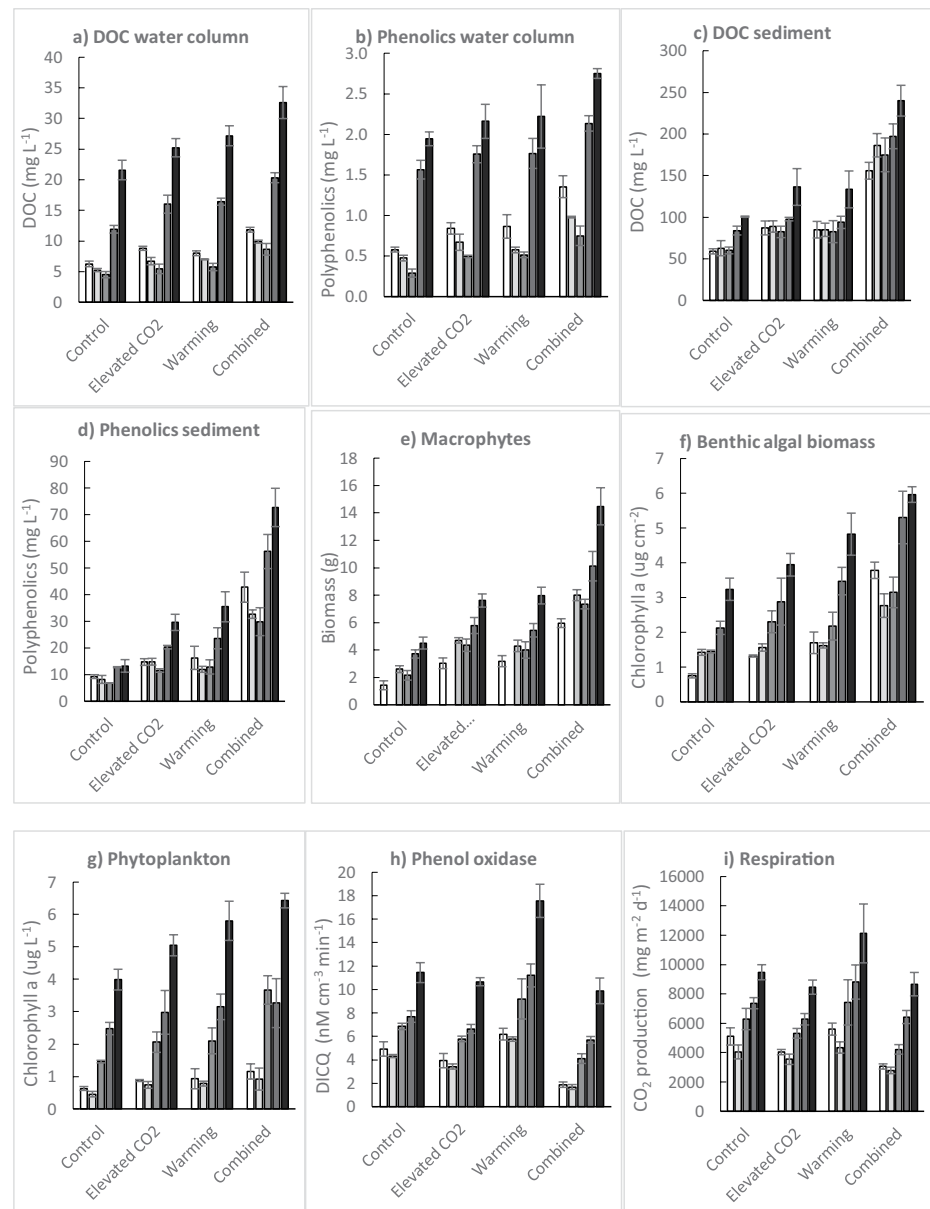 a) DOC water column
DOC (mg L-1)
40
35
30
25
20
15
10
5
0
Control
Elevated CO2
Warming
Combined
b) Phenolics water column
Polyphenolics (mg L-1)
3.0
2.5
2.0
1.5
1.0
0.5
0.0
Control
Elevated CO2
Warming
Combined
c) DOC sediment
DOC (mg L-1)
300
250
200
150
100
50
0
Control
Elevated CO2
Warming
Combined
d) Phenolics sediment
Polyphenolics (mg L-1)
90
80
70
60
50
40
30
20
10
0
Control
Elevated CO2
Warming
Combined
e) Macrophytes
Biomass (g)
18
16
14
12
10
8
6
4
2
0
Control
Elevated...
Warming
Combined
f) Benthic algal biomass
Chlorophyll a (ug cm-2)
7
6
5
4
3
2
1
0
Control
Elevated CO2
Warming
Combined
g) Phytoplankton
Chlorophyll a (ug L-1)
7
6
5
4
3
2
1
0
Control
Elevated CO2
Warming
Combined
h) Phenol oxidase
DICQ (nM cm-3 min-1)
20
18
16
14
12
10
8
6
4
2
0
Control
Elevated CO2
Warming
Combined
i) Respiration
CO2 production (mg m-2 d-1)
16000
14000
12000
10000
8000
6000
4000
2000
0
Control
Elevated CO2
Warming
Combined